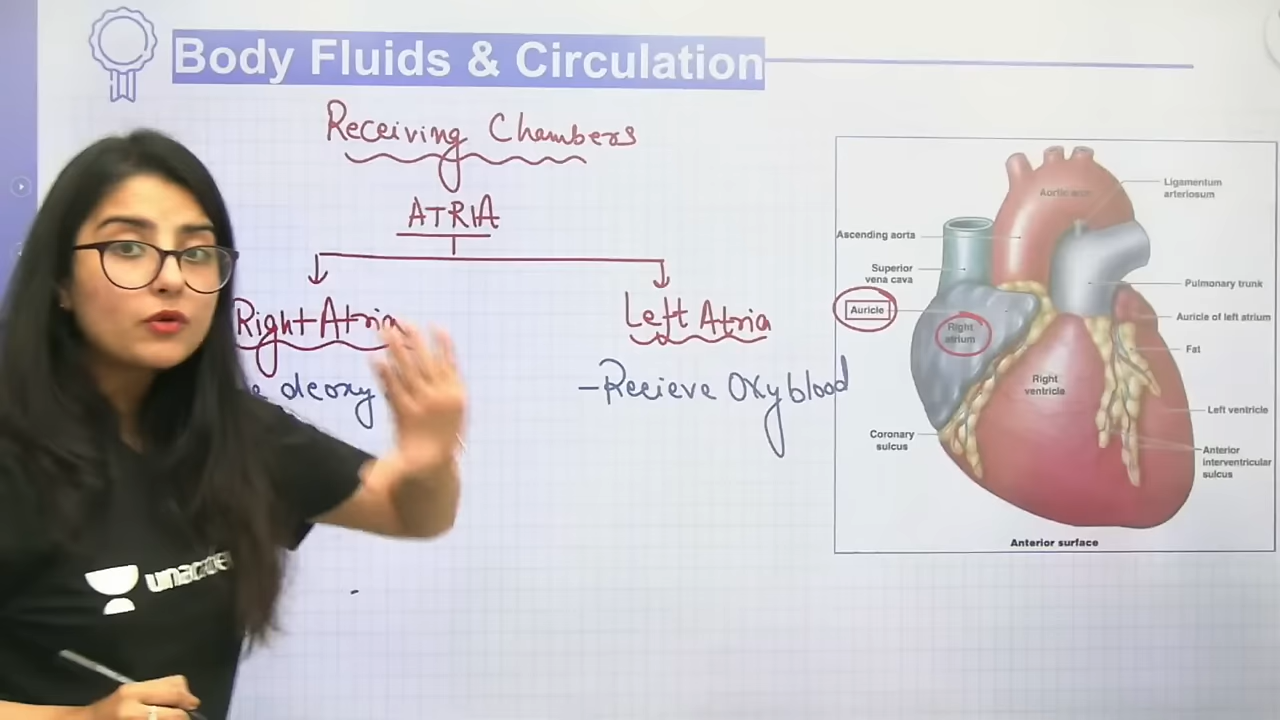 Body Fluids & Circulation
Receiving Chambers
ATRIA
Right Atria
Left Atria
deoxy
- Recieve Oxyblood
Ligamentum
arteriosum
Ascending aorta
Superior
vena cava
Pulmonary trunk
Auricle
Auricle of left atrium
Right
atrium
Fat
Right
ventricle
Left ventricle
Coronary
sulcus
Anterior
interventricular
sulcus
Anterior surface